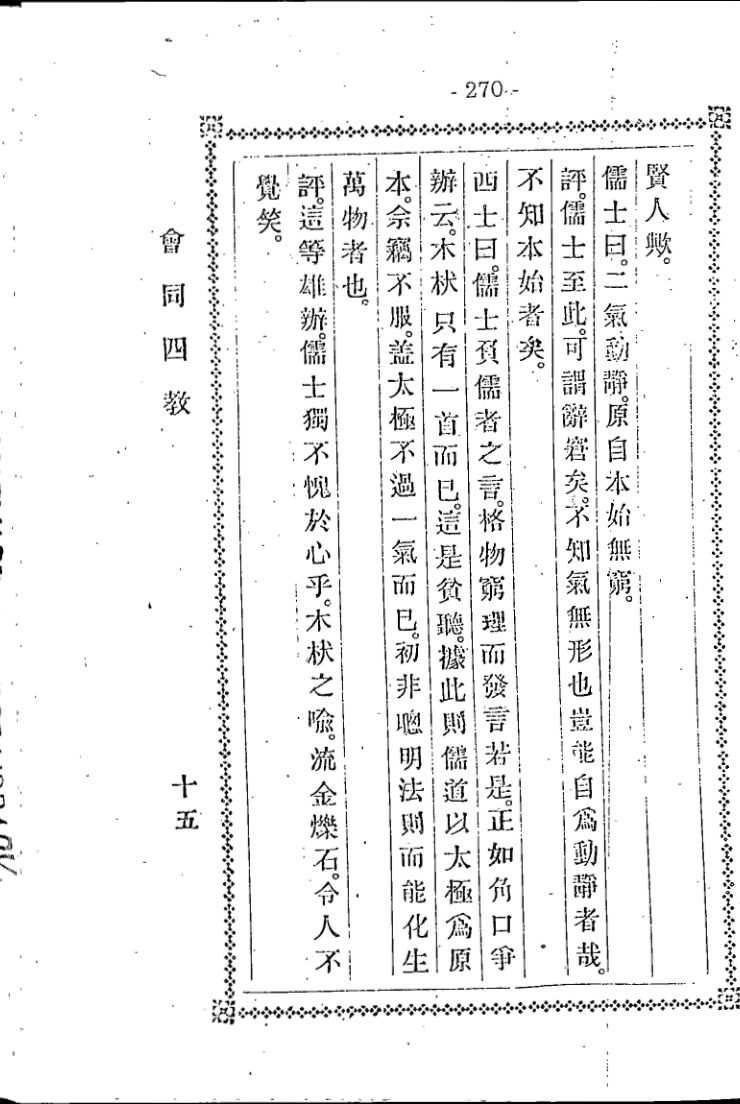 - 270 -
賢人歟。
儒士曰。二氣動靜。原自本始無窮。
評。儒士至此。可謂辭窘矣。不知氣無形也豈能自爲動靜者哉。
不知本始者矣。
西士曰。儒士負儒者之言。格物窮理而發言若是。正如角口爭
辦云。木栿只有一首而已。這是貧聽。據此則儒道以太極爲原
本。余竊不服。盖太極不過一氣而已。初非聰明法則而能化生
萬物者也。
評。這等雄辦。儒士獨不愧於心乎。木栿之喩。流金爍石。令人不
覺笑。
會同四教
十五